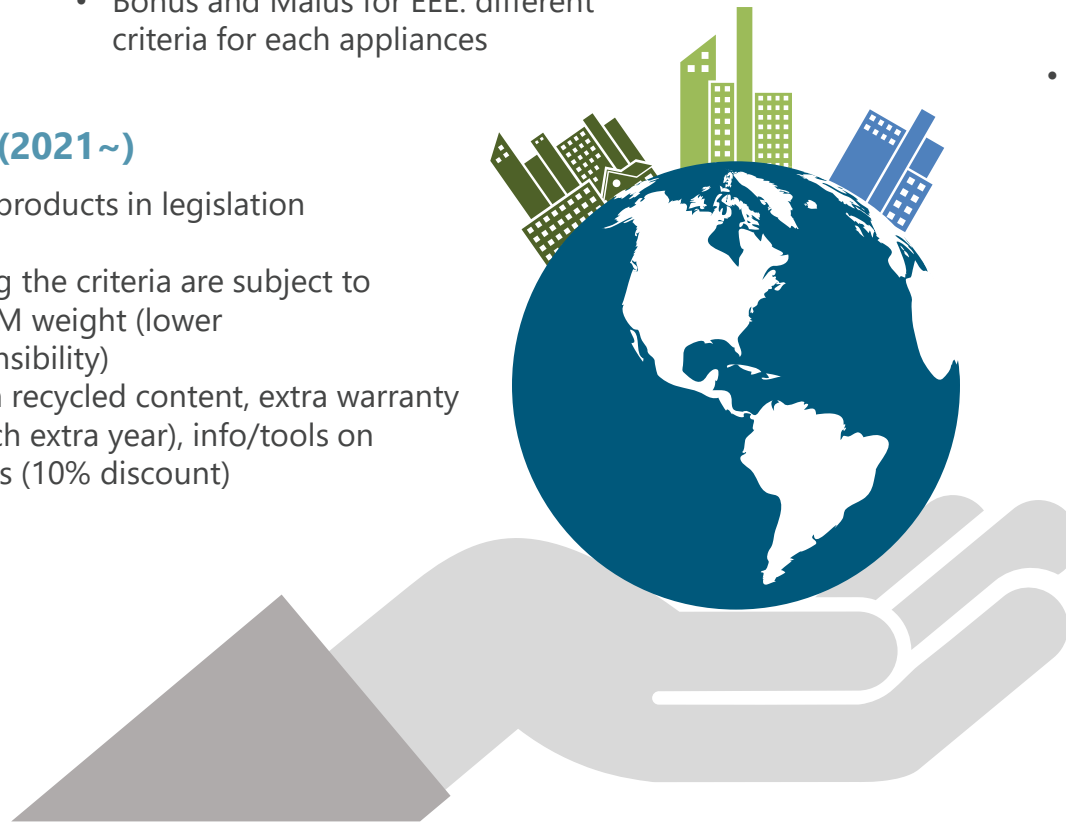 • Bonus and Malus for EEE: different
criteria for each appliances
•
(2021~)
products in legislation
g the criteria are subject to
M weight (lower
nsibility)
recycled content, extra warranty
ch extra year), info/tools on
s (10% discount)